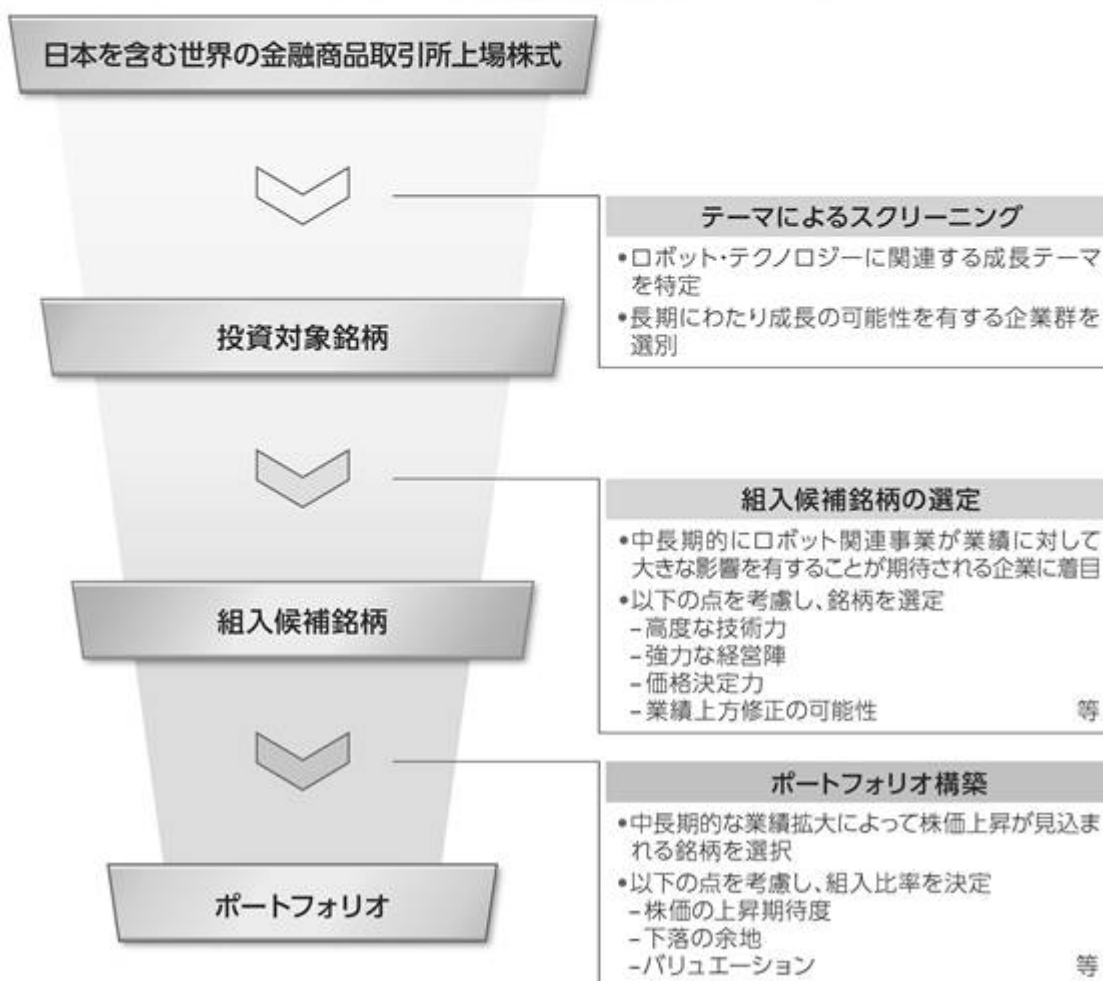 日本を含む世界の金融商品取引所上場株式
テーマによるスクリーニング
•ロボット・テクノロジーに関連する成長テーマ
を特定
•長期にわたり成長の可能性を有する企業群を
選別
投資対象銘柄
組入候補銘柄の選定
•中長期的にロボット関連事業が業績に対して
大きな影響を有することが期待される企業に着目
•以下の点を考慮し、銘柄を選定
–高度な技術力
–強力な経営陣
–価格決定力
–業績上方修正の可能性 等
組入候補銘柄
ポートフォリオ構築
•中長期的な業績拡大によって株価上昇が見込ま
れる銘柄を選択
•以下の点を考慮し、組入比率を決定
–株価の上昇期待度
–下落の余地
–バリュエーション 等
ポートフォリオ